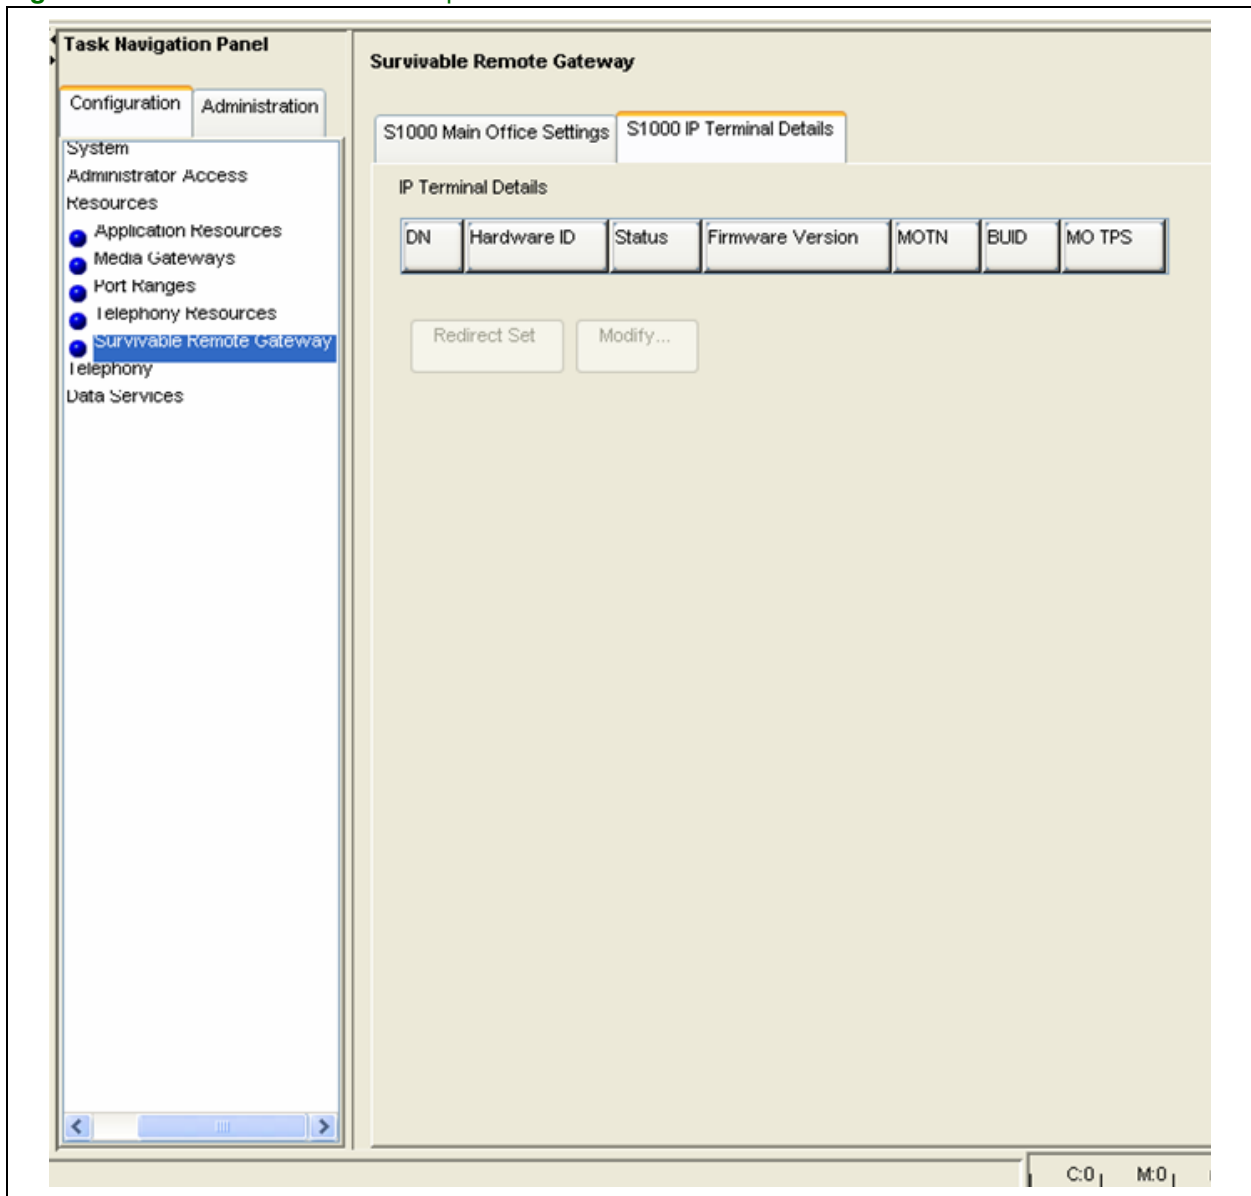 Task Navigation Panel
Configuration
Administration
System
Administrator Access
Resources
Application Resources
Media Gateways
Port Ranges
Telephony Resources
Survivable Remote Gateway
Telephony
Data Services
Survivable Remote Gateway
S1000 Main Office Settings
S1000 IP Terminal Details
IP Terminal Details
DN Hardware ID Status Firmware Version MOTN BUID MO TPS
Redirect Set Modify...
C:0 M:0